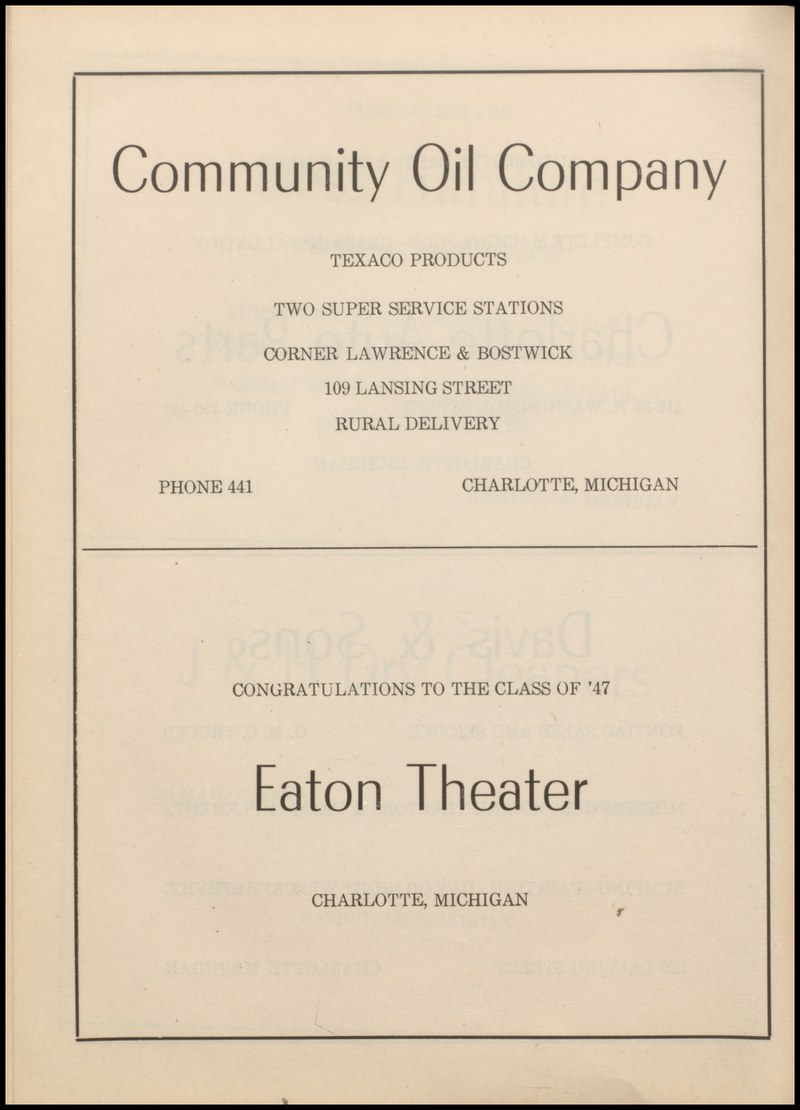 Community Oil Company
TEXACO PRODUCTS
TWO SUPER SERVICE STATIONS
CORNER LAWRENCE & BOSTWICK
109 LANSING STREET
RURAL DELIVERY
PHONE 441 CHARLOTTE, MICHIGAN
CONGRATULATIONS TO THE CLASS OF '47
Eaton Theater
CHARLOTTE, MICHIGAN